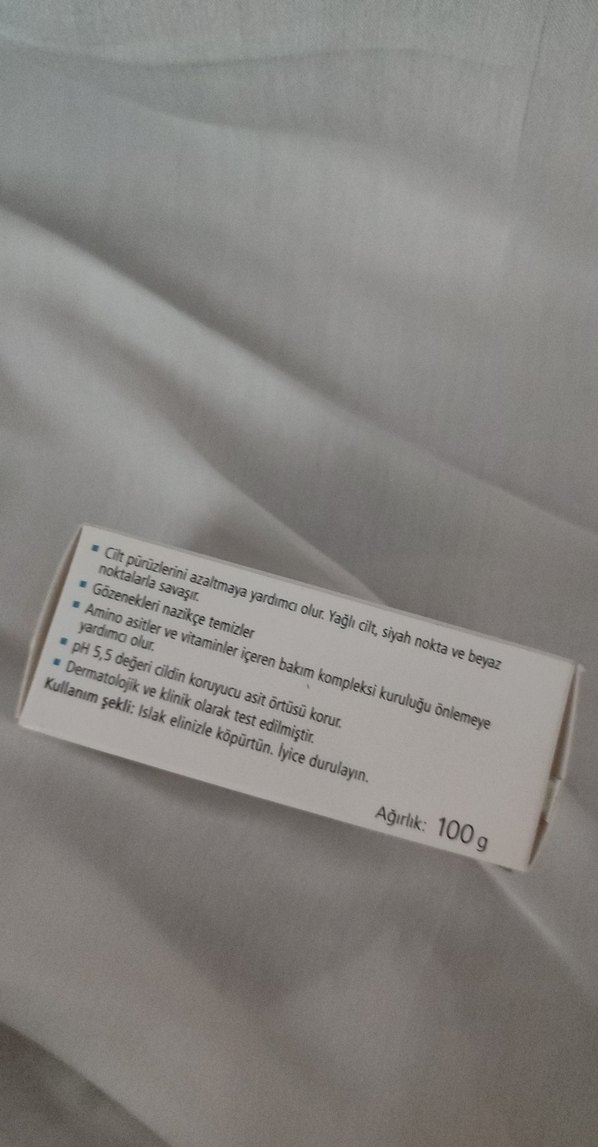 ▪ Cilt pürüzlerini azaltmaya yardımcı olur. Yağlı cilt, siyah nokta ve beyaz
noktalarla savaşır.
▪ Gözenekleri nazikçe temizler
▪ Amino asitler ve vitaminler içeren bakım kompleksi kuruluğu önlemeye
yardımcı olur.
▪ pH 5,5 değeri cildin koruyucu asit örtüsü korur.
▪ Dermatolojik ve klinik olarak test edilmiştir.
Kullanım şekli: Islak elinizle köpürtün. İyice durulayın.
Ağırlık: 100 g